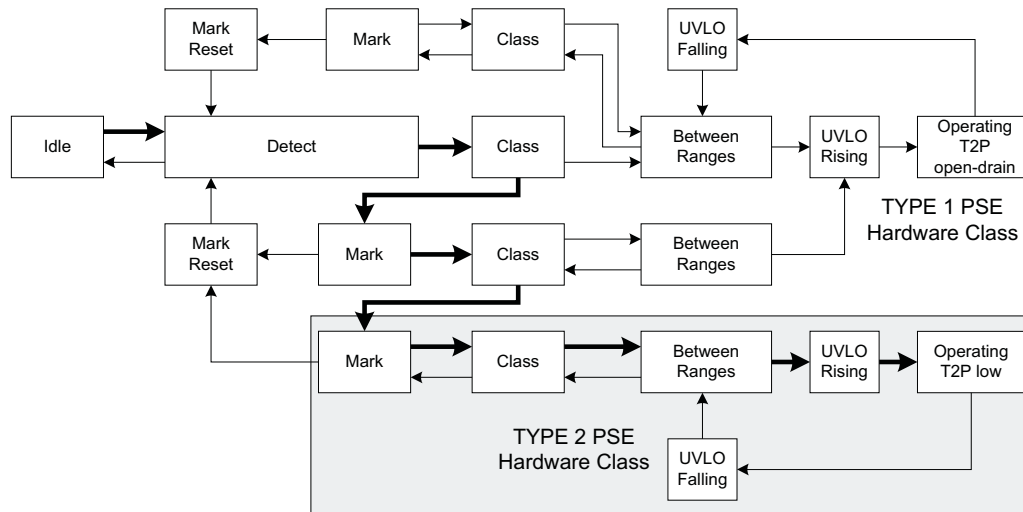 Mark
Reset
Mark
Class
UVLO
Falling
Idle
Detect
Class
Between
Ranges
UVLO
Rising
Operating
T2P
open-drain
TYPE 1 PSE
Hardware Class
Mark
Reset
Mark
Class
Between
Ranges
Mark
Class
Between
Ranges
UVLO
Rising
Operating
T2P low
TYPE 2 PSE
Hardware Class
UVLO
Falling